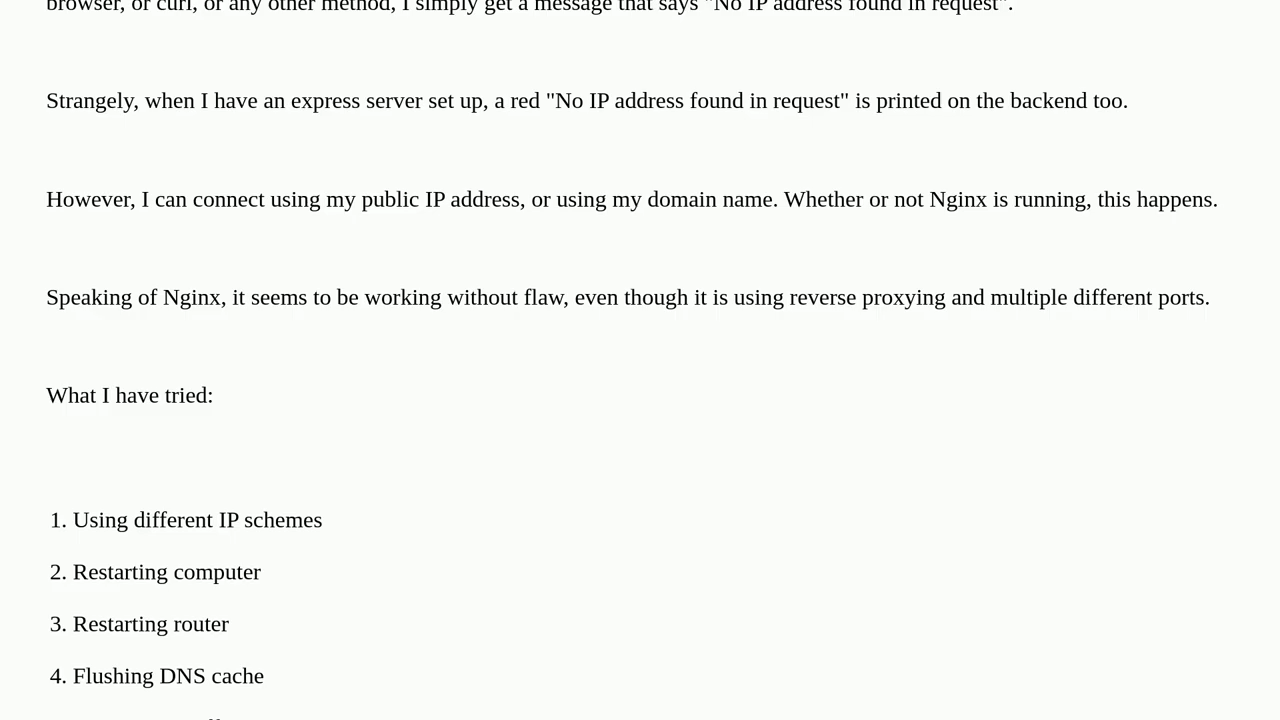 browser, or curl, or any other method, I simply get a message that says "No IP address found in request".
Strangely, when I have an express server set up, a red "No IP address found in request" is printed on the backend too.
However, I can connect using my public IP address, or using my domain name. Whether or not Nginx is running, this happens.
Speaking of Nginx, it seems to be working without flaw, even though it is using reverse proxying and multiple different ports.
What I have tried:
1. Using different IP schemes
2. Restarting computer
3. Restarting router
4. Flushing DNS cache